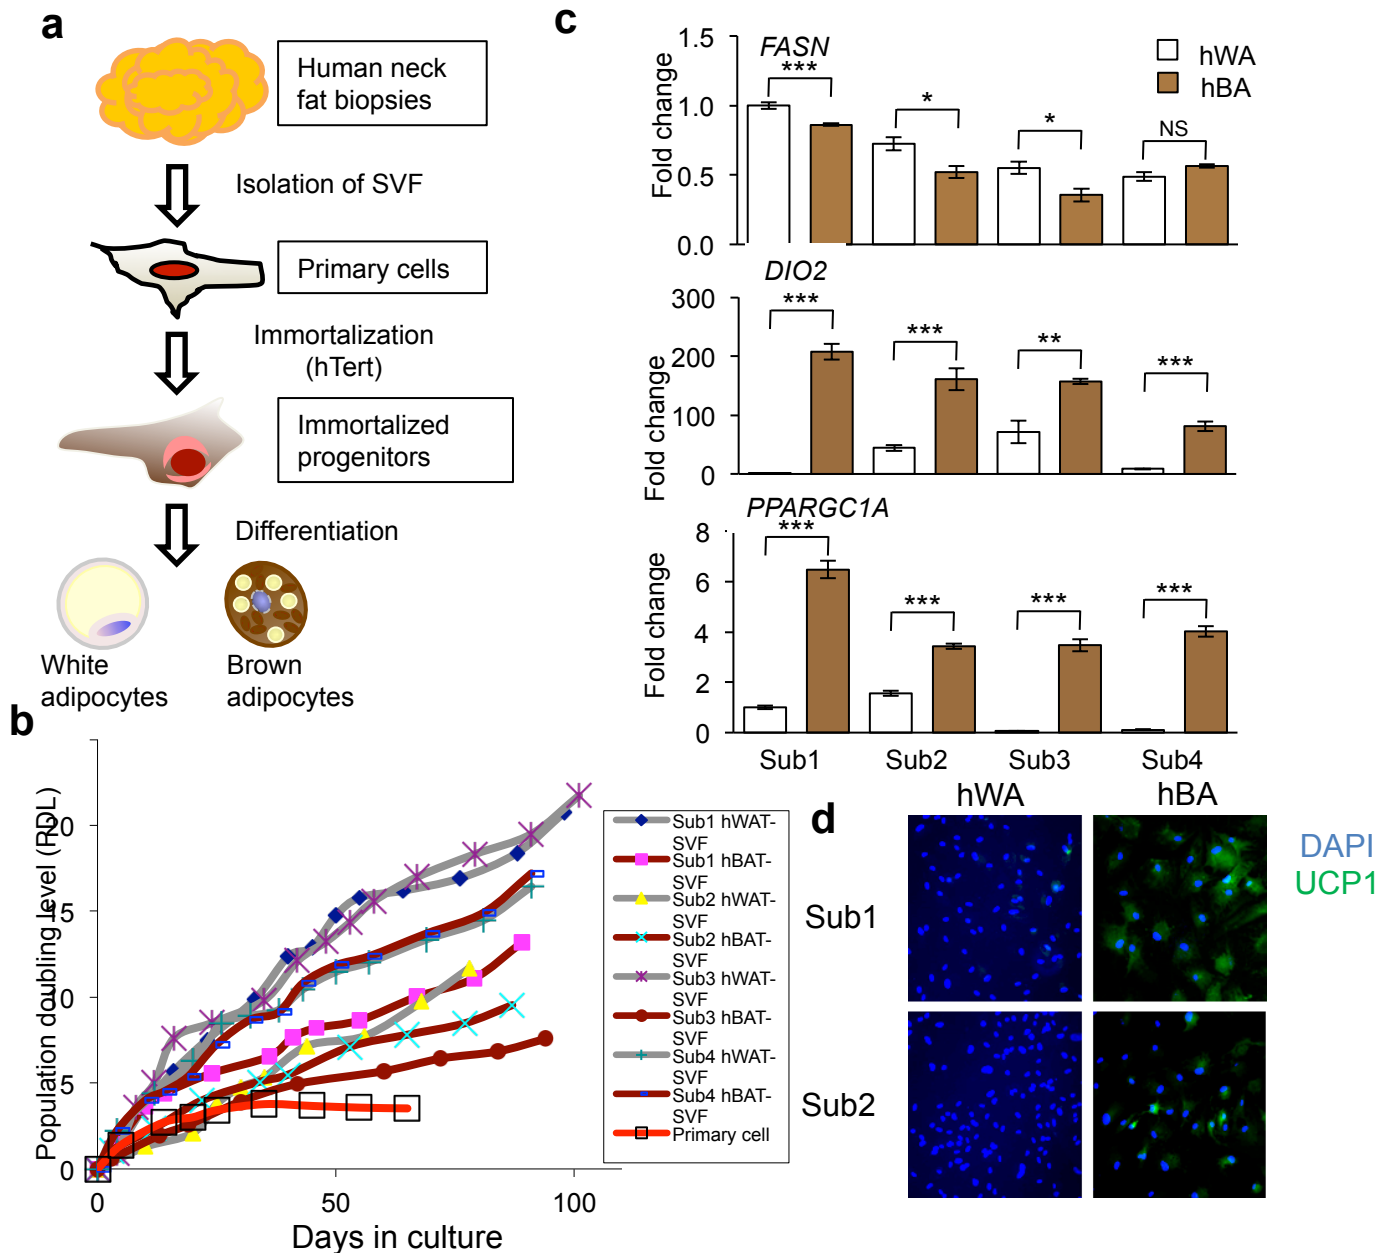 a
Human neck
fat biopsies
Isolation of SVF
Primary cells
Immortalization
(hTert)
Immortalized
progenitors
Differentiation
White
adipocytes
Brown
adipocytes
b
Population doubling level (RDL)
20
15
10
5
0
0
50
100
Days in culture
Sub1 hWAT-
SVF
Sub1 hBAT-
SVF
Sub2 hWAT-
SVF
Sub2 hBAT-
SVF
Sub3 hWAT-
SVF
Sub3 hBAT-
SVF
Sub4 hWAT-
SVF
Sub4 hBAT-
SVF
Primary cell
c
hWA
hBA
FASN
Fold change
1.5
1.0
0.5
0.0
***
*
*
NS
DIO2
Fold change
300
200
100
0
***
***
**
***
PPARGC1A
Fold change
8
6
4
2
0
***
***
***
***
Sub1
Sub2
Sub3
Sub4
d
hWA
hBA
Sub1
Sub2
DAPI
UCP1